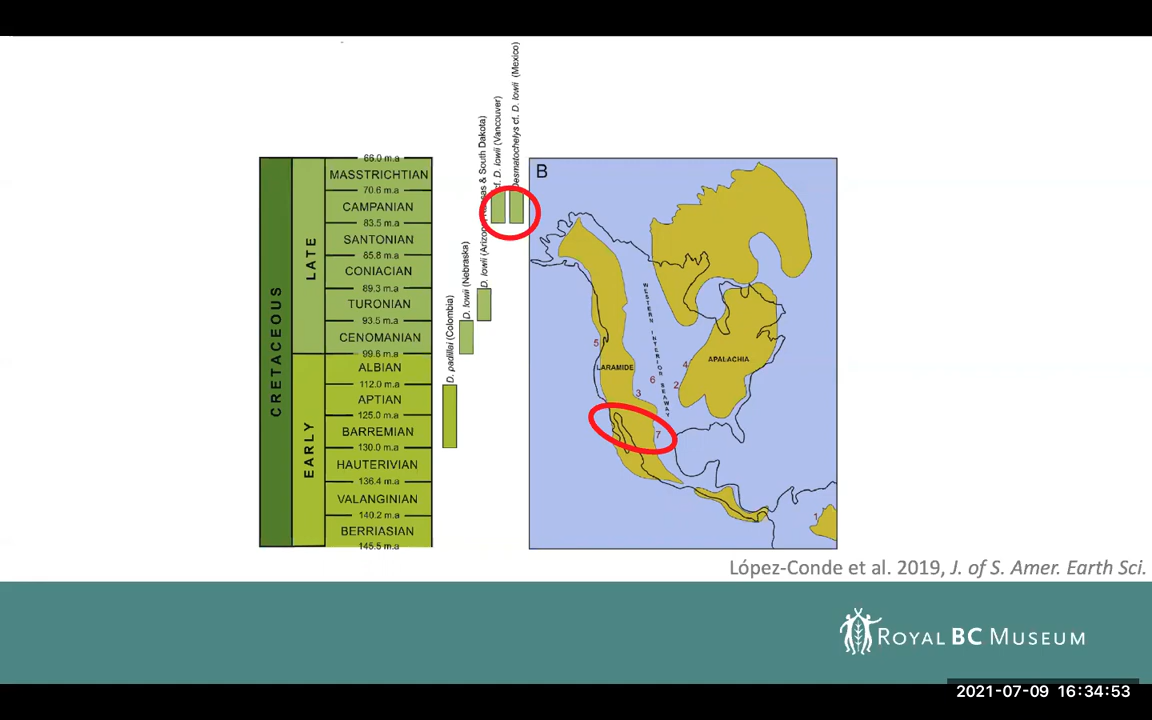 CRETACEOUS
LATE
EARLY
66.0 m.a
MASSTRICHTIAN
70.6 m.a
CAMPANIAN
83.5 m.a
SANTONIAN
85.8 m.a
CONIACIAN
89.3 m.a
TURONIAN
93.5 m.a
CENOMANIAN
99.6 m.a
ALBIAN
112.0 m.a
APTIAN
125.0 m.a
BARREMIAN
130.0 m.a
HAUTERIVIAN
136.4 m.a
VALANGINIAN
140.2 m.a
BERRIASIAN
145.5 m.a
D. padillai (Colombia)
D. lowii (Nebraska)
D. lowii (Arizona, Kansas & South Dakota)
cf. D. lowii (Vancouver)
Desmatochelys cf. D. lowii (Mexico)
B
WESTERN INTERIOR SEAWAY
5
LARAMIDE
4
APALACHIA
6
2
3
7
1
López-Conde et al. 2019, J. of S. Amer. Earth Sci.
ROYAL BC MUSEUM
2021-07-09 16:34:53